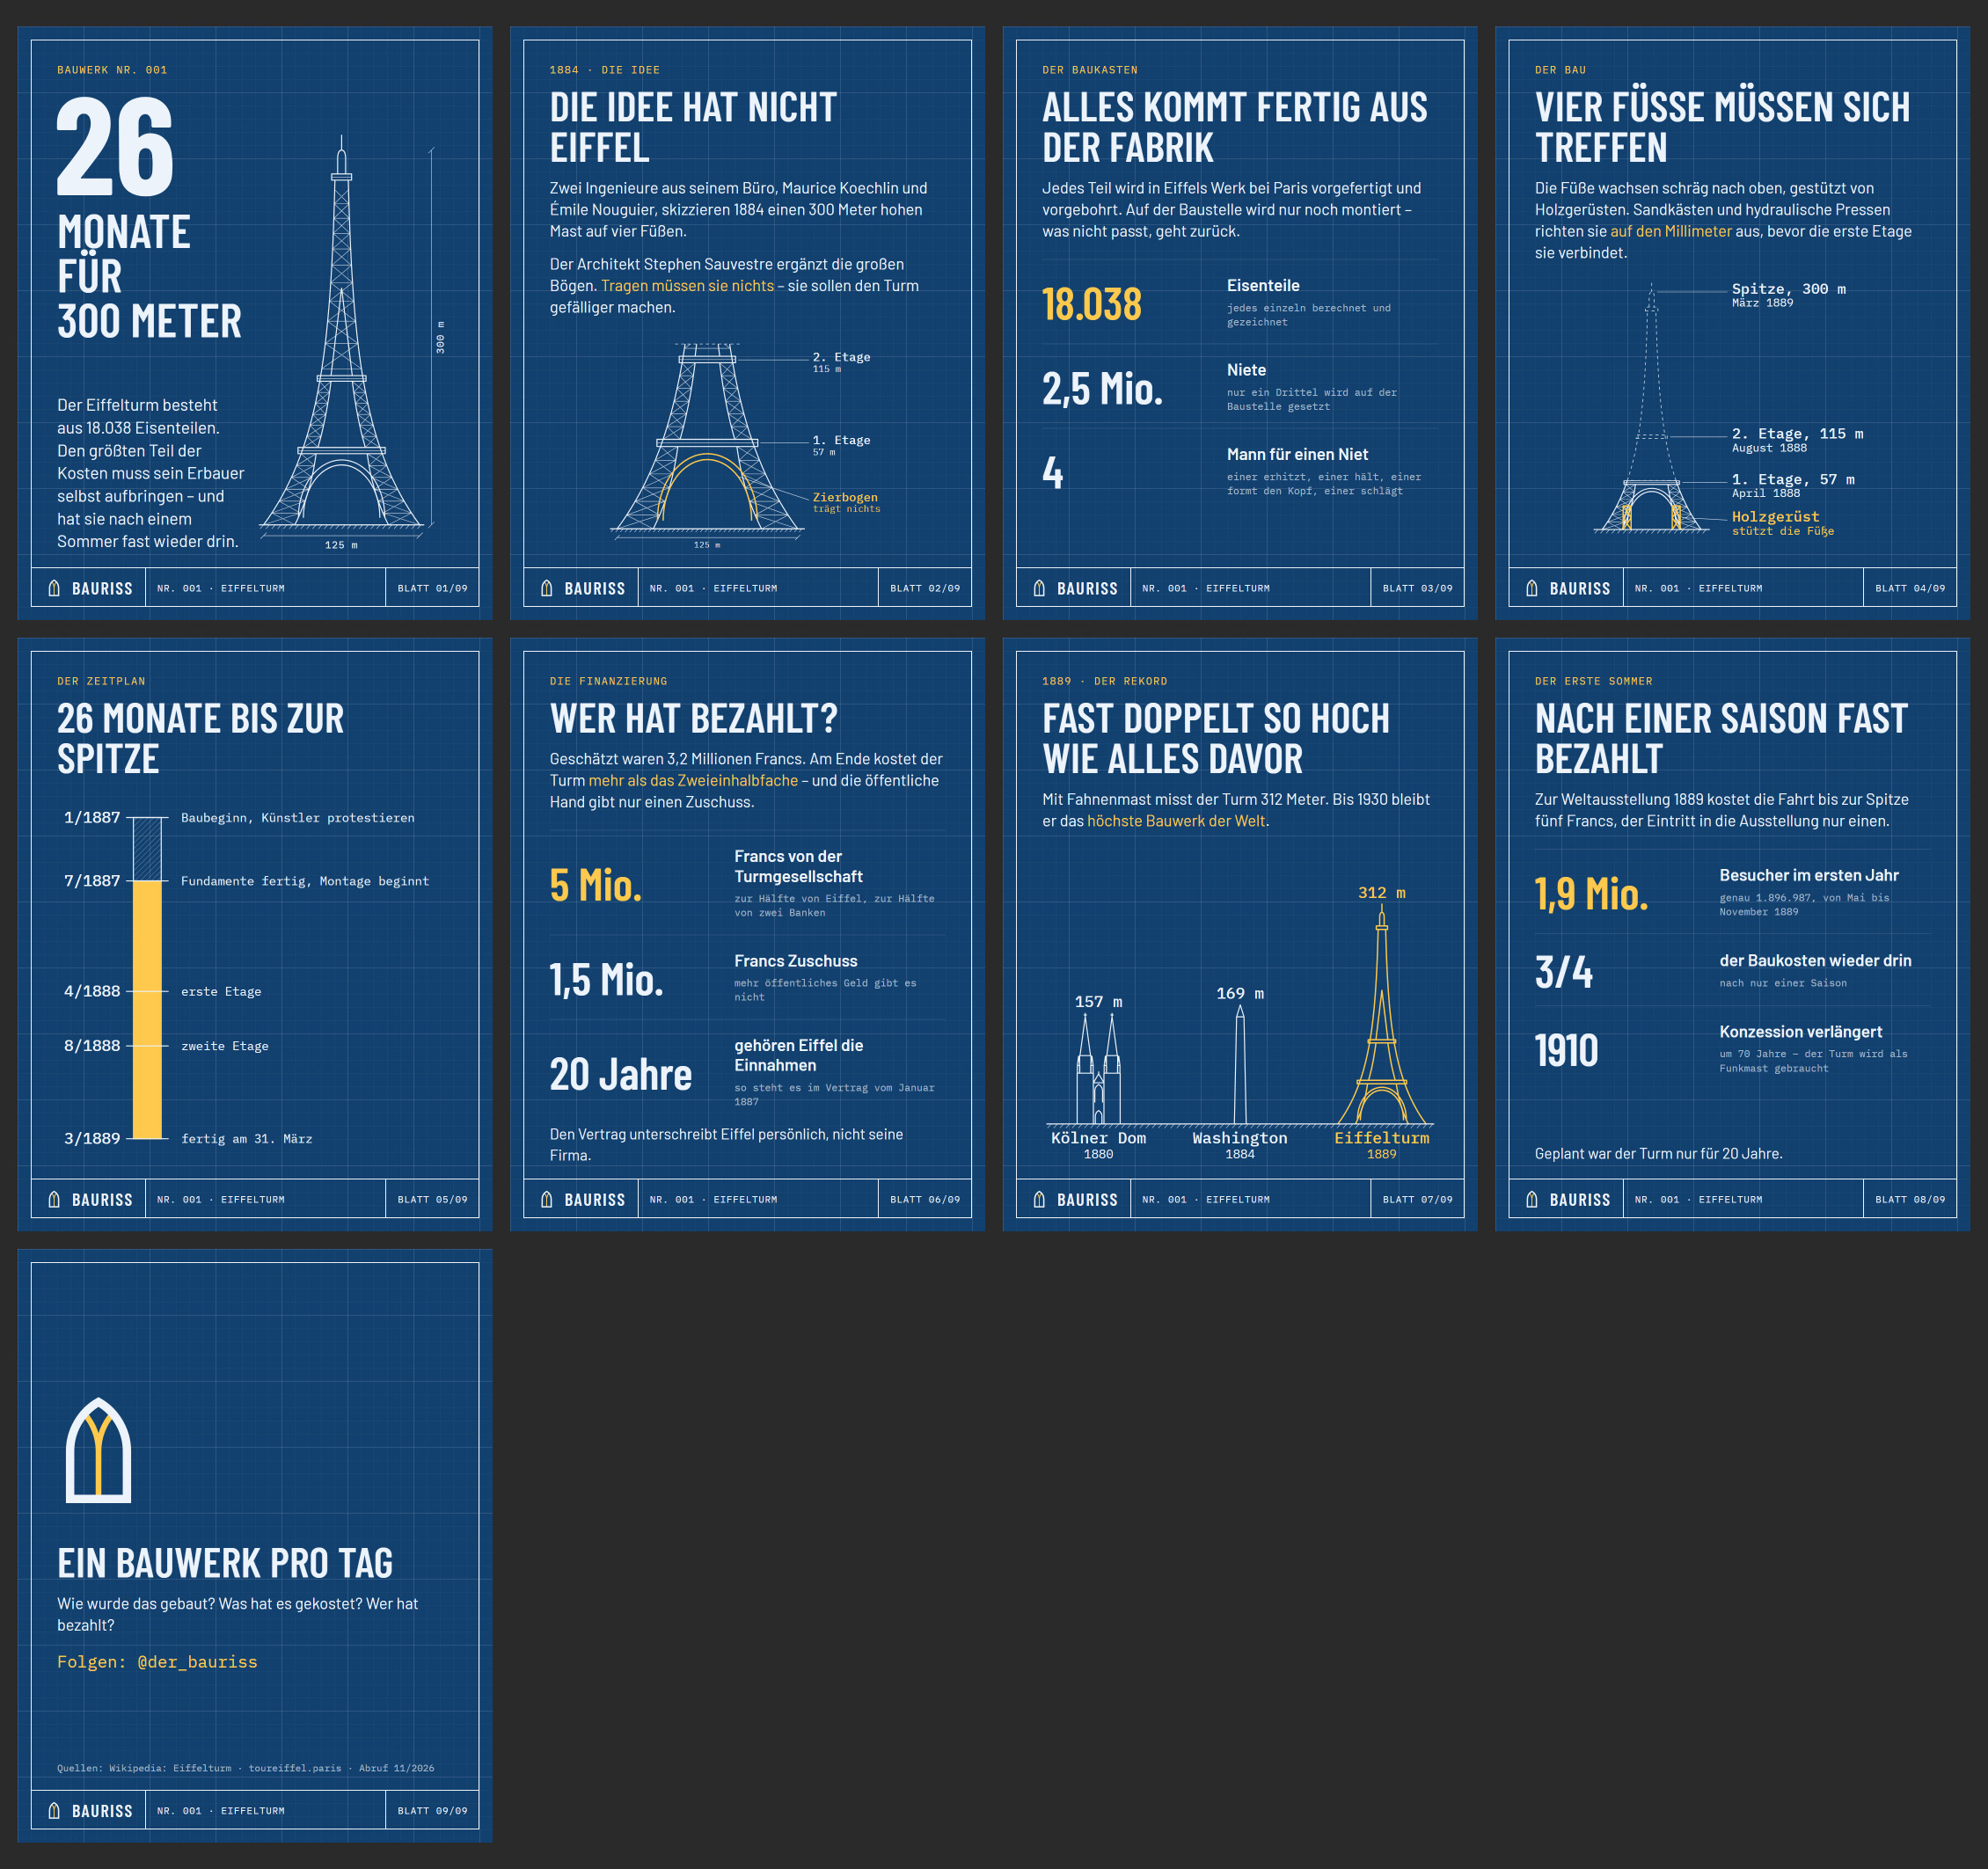 BAUWERK NR. 001
26
MONATE
FÜR
300 METER
Der Eiffelturm besteht
aus 18.038 Eisenteilen.
Den größten Teil der
Kosten muss sein Erbauer
selbst aufbringen – und
hat sie nach einem
Sommer fast wieder drin.
300 m
125 m
BAURISS
NR. 001 · EIFFELTURM
BLATT 01/09
1884 · DIE IDEE
DIE IDEE HAT NICHT
EIFFEL
Zwei Ingenieure aus seinem Büro, Maurice Koechlin und
Émile Nouguier, skizzieren 1884 einen 300 Meter hohen
Mast auf vier Füßen.
Der Architekt Stephen Sauvestre ergänzt die großen
Bögen. Tragen müssen sie nichts – sie sollen den Turm
gefälliger machen.
2. Etage
115 m
1. Etage
57 m
Zierbogen
trägt nichts
125 m
BAURISS
NR. 001 · EIFFELTURM
BLATT 02/09
DER BAUKASTEN
ALLES KOMMT FERTIG AUS
DER FABRIK
Jedes Teil wird in Eiffels Werk bei Paris vorgefertigt und
vorgebohrt. Auf der Baustelle wird nur noch montiert –
was nicht passt, geht zurück.
18.038
Eisenteile
jedes einzeln berechnet und
gezeichnet
2,5 Mio.
Niete
nur ein Drittel wird auf der
Baustelle gesetzt
4
Mann für einen Niet
einer erhitzt, einer hält, einer
formt den Kopf, einer schlägt
BAURISS
NR. 001 · EIFFELTURM
BLATT 03/09
DER BAU
VIER FÜSSE MÜSSEN SICH
TREFFEN
Die Füße wachsen schräg nach oben, gestützt von
Holzgerüsten. Sandkästen und hydraulische Pressen
richten sie auf den Millimeter aus, bevor die erste Etage
sie verbindet.
Spitze, 300 m
März 1889
2. Etage, 115 m
August 1888
1. Etage, 57 m
April 1888
Holzgerüst
stützt die Füße
BAURISS
NR. 001 · EIFFELTURM
BLATT 04/09
DER ZEITPLAN
26 MONATE BIS ZUR
SPITZE
1/1887 Baubeginn, Künstler protestieren
7/1887 Fundamente fertig, Montage beginnt
4/1888 erste Etage
8/1888 zweite Etage
3/1889 fertig am 31. März
BAURISS
NR. 001 · EIFFELTURM
BLATT 05/09
DIE FINANZIERUNG
WER HAT BEZAHLT?
Geschätzt waren 3,2 Millionen Francs. Am Ende kostet der
Turm mehr als das Zweieinhalbfache – und die öffentliche
Hand gibt nur einen Zuschuss.
5 Mio.
Francs von der
Turmgesellschaft
zur Hälfte von Eiffel, zur Hälfte
von zwei Banken
1,5 Mio.
Francs Zuschuss
mehr öffentliches Geld gibt es
nicht
20 Jahre
gehören Eiffel die
Einnahmen
so steht es im Vertrag vom Januar
1887
Den Vertrag unterschreibt Eiffel persönlich, nicht seine
Firma.
BAURISS
NR. 001 · EIFFELTURM
BLATT 06/09
1889 · DER REKORD
FAST DOPPELT SO HOCH
WIE ALLES DAVOR
Mit Fahnenmast misst der Turm 312 Meter. Bis 1930 bleibt
er das höchste Bauwerk der Welt.
157 m
169 m
312 m
Kölner Dom
1880
Washington
1884
Eiffelturm
1889
BAURISS
NR. 001 · EIFFELTURM
BLATT 07/09
DER ERSTE SOMMER
NACH EINER SAISON FAST
BEZAHLT
Zur Weltausstellung 1889 kostet die Fahrt bis zur Spitze
fünf Francs, der Eintritt in die Ausstellung nur einen.
1,9 Mio.
Besucher im ersten Jahr
genau 1.896.987, von Mai bis
November 1889
3/4
der Baukosten wieder drin
nach nur einer Saison
1910
Konzession verlängert
um 70 Jahre – der Turm wird als
Funkmast gebraucht
Geplant war der Turm nur für 20 Jahre.
BAURISS
NR. 001 · EIFFELTURM
BLATT 08/09
EIN BAUWERK PRO TAG
Wie wurde das gebaut? Was hat es gekostet? Wer hat
bezahlt?
Folgen: @der_bauriss
Quellen: Wikipedia: Eiffelturm · toureiffel.paris · Abruf 11/2026
BAURISS
NR. 001 · EIFFELTURM
BLATT 09/09